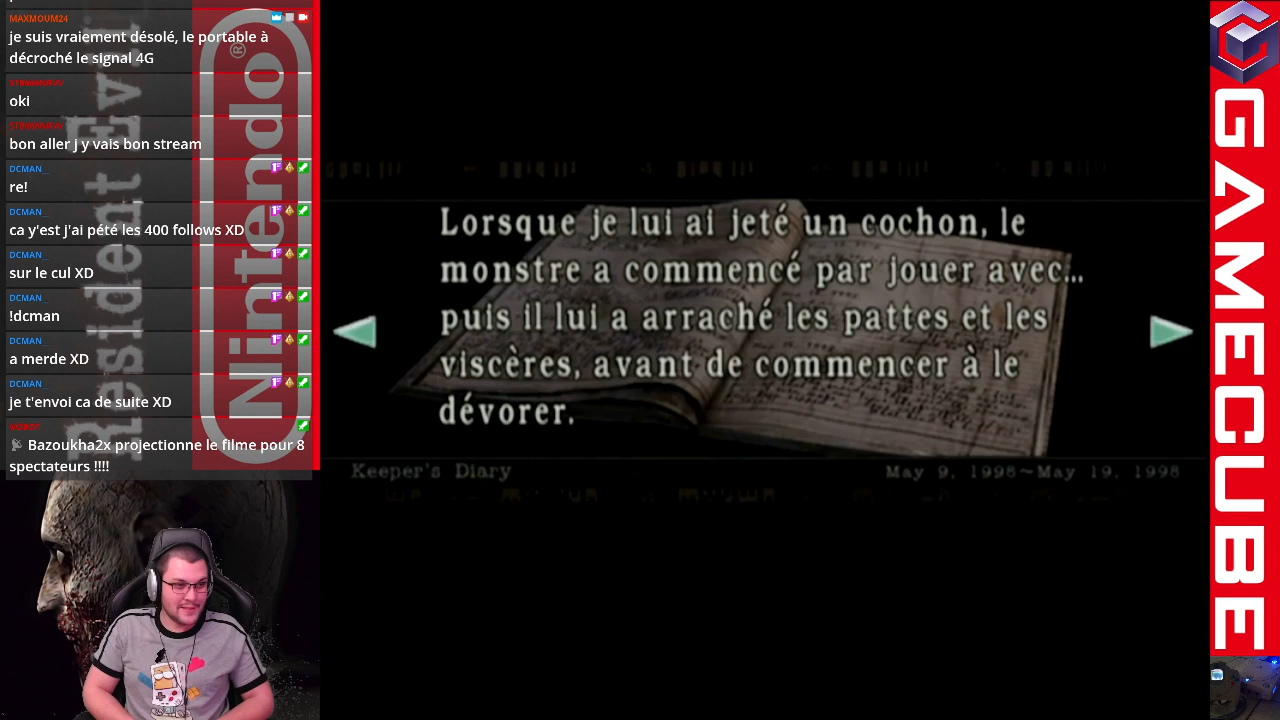 MAXMOUM24
je suis vraiment désolé, le portable à
décroché le signal 4G
oki
bon aller j y vais bon stream
DCMAN_
re!
DCMAN_
ca y'est j'ai pété les 400 follows XD
DCMAN_
sur le cul XD
DCMAN_
!dcman
DCMAN_
a merde XD
DCMAN_
je t'envoi ca de suite XD
Bazoukha2x projectionne le filme pour 8
spectateurs !!!!
Resident Evil
Nintendo®
Lorsque je lui ai jeté un cochon, le
monstre a commencé par jouer avec...
puis il lui a arraché les pattes et les
viscères, avant de commencer à le
dévorer.
Keeper's Diary
May 9, 1998~May 19, 1998
GAMECUBE